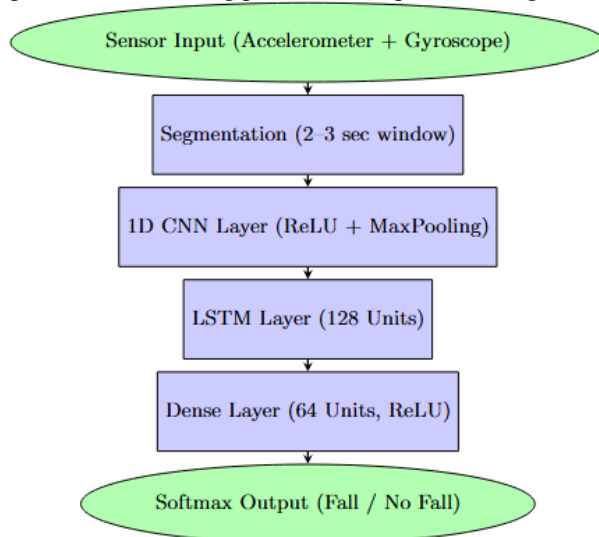 Sensor Input (Accelerometer + Gyroscope)
Segmentation (2–3 sec window)
1D CNN Layer (ReLU + MaxPooling)
LSTM Layer (128 Units)
Dense Layer (64 Units, ReLU)
Softmax Output (Fall / No Fall)